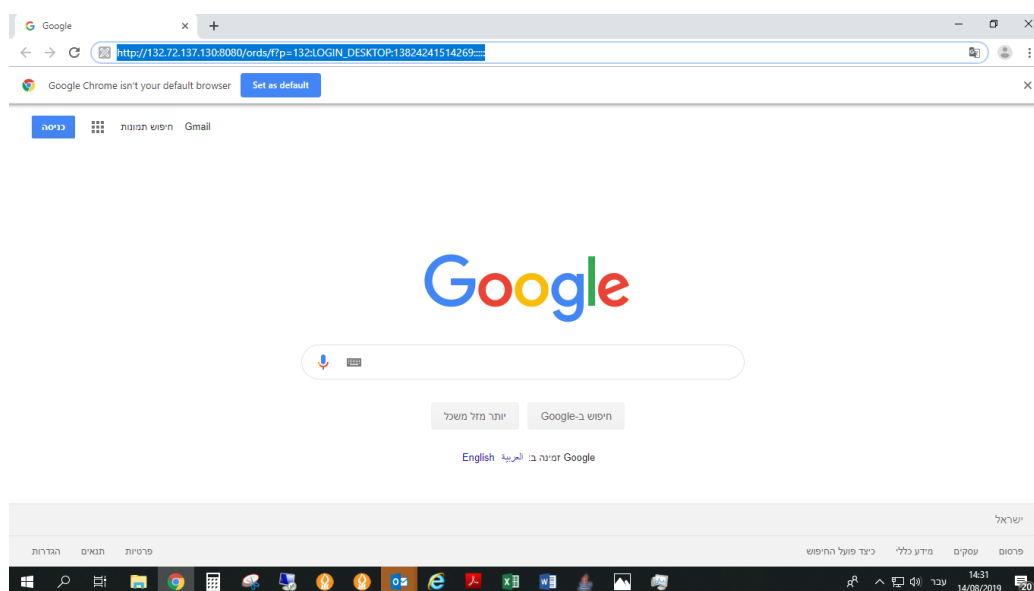 Google
http://132.72.137.130:8080/ords/f?p=132:LOGIN_DESKTOP:13824241514269:::::
Google Chrome isn't your default browser Set as default
Gmail חיפוש תמונות כניסה
Google
חיפוש ב-Google יותר מזל משכל
Google זמינה ב: العربية English
ישראל
פרסום עסקים מידע כללי כיצד פועל החיפוש פרטיות תנאים הגדרות
עבר 14:31
14/08/2019 20